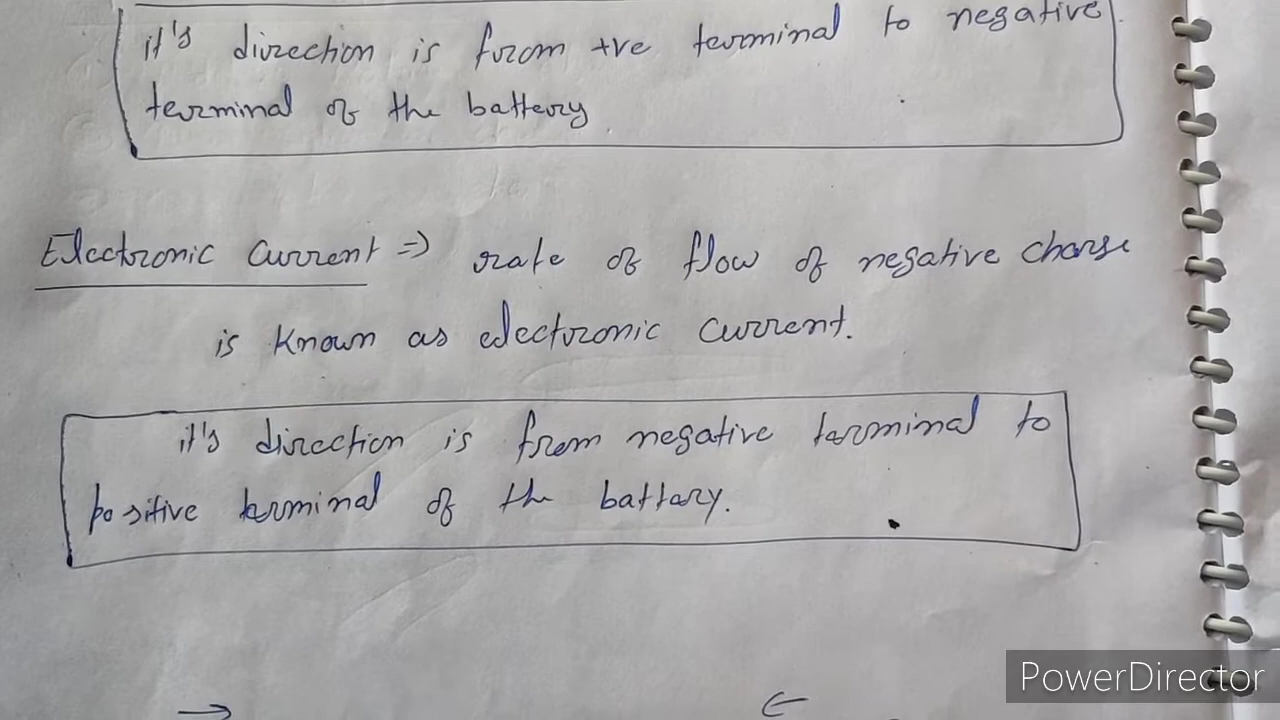 it's direction is from +ve terminal to negative
terminal of the battery
Electronic Current => rate of flow of negative charge
is known as electronic current.
it's direction is from negative terminal to
positive terminal of the battary.
→ ←
PowerDirector